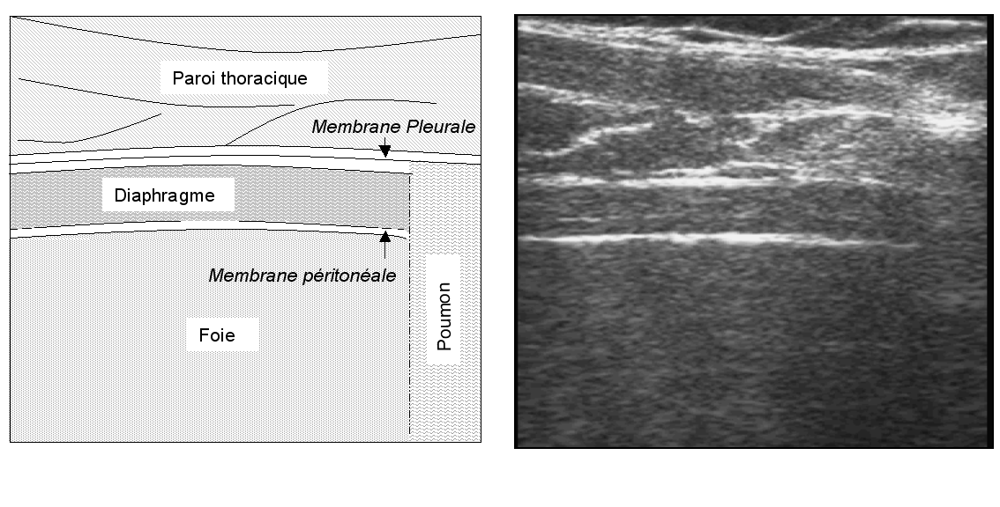 Paroi thoracique
Membrane Pleurale
Diaphragme
Membrane péritonéale
Foie
Poumon